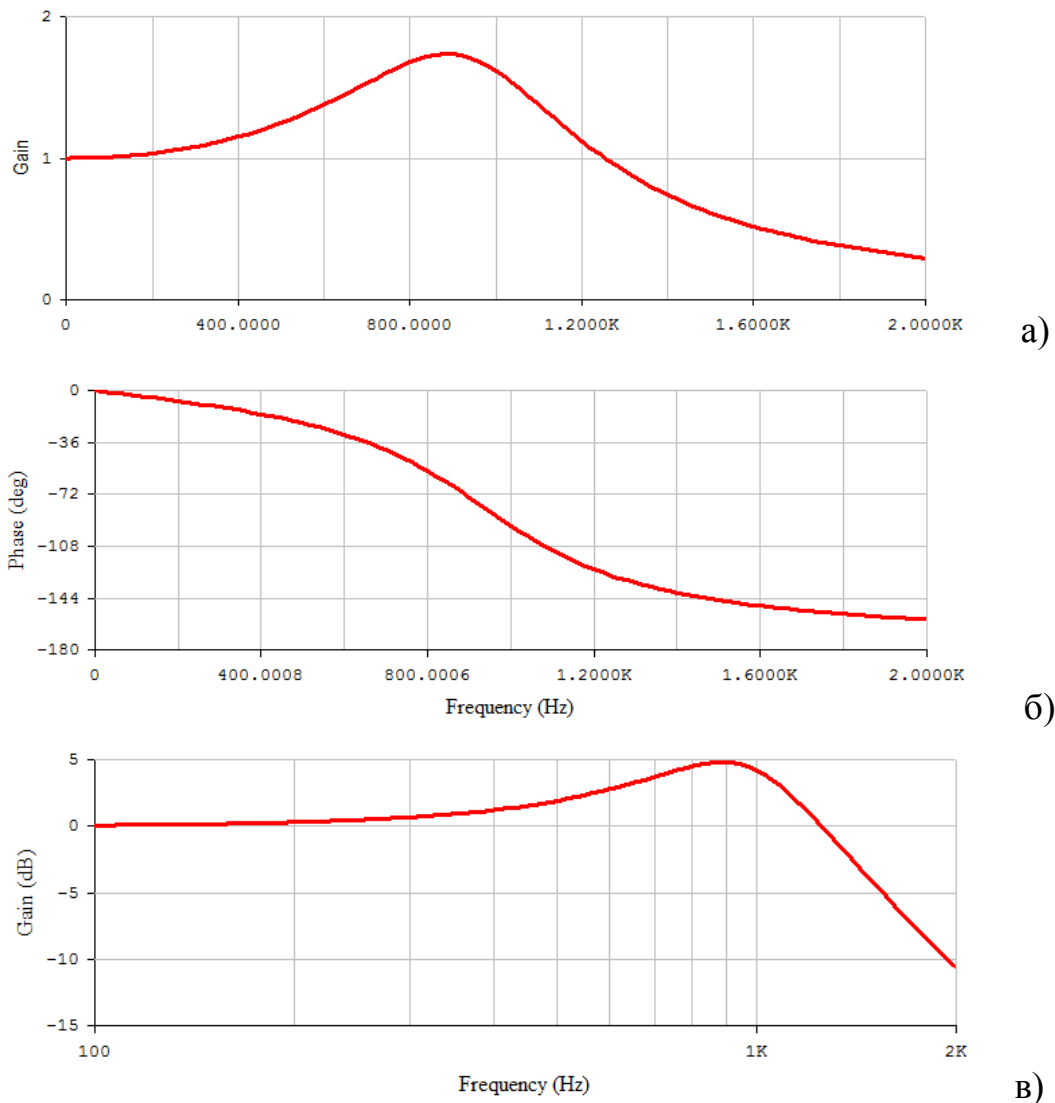 2
Gain
1
0
0
400.0000
800.0000
1.2000K
1.6000K
2.0000K
а)
0
-36
-72
Phase (deg)
-108
-144
-180
0
400.0008
800.0006
1.2000K
1.6000K
2.0000K
Frequency (Hz)
б)
5
0
Gain (dB)
-5
-10
-15
100
1K
2K
Frequency (Hz)
в)